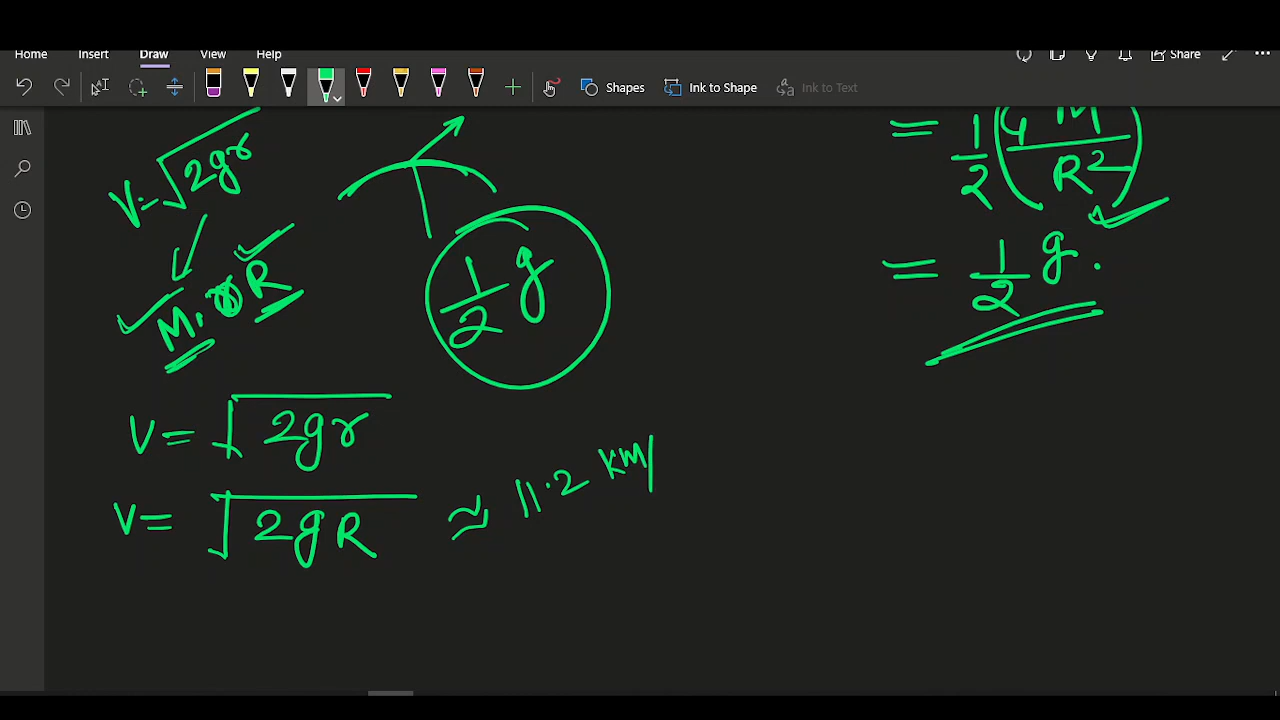 Home Insert Draw View Help Share
Shapes Ink to Shape Ink to Text
V=√2gr
M, R
1/2 g
= 1/2 (GM/R²)
= 1/2 g.
V = √2gr
V = √2gR ≈ 11.2 KM/